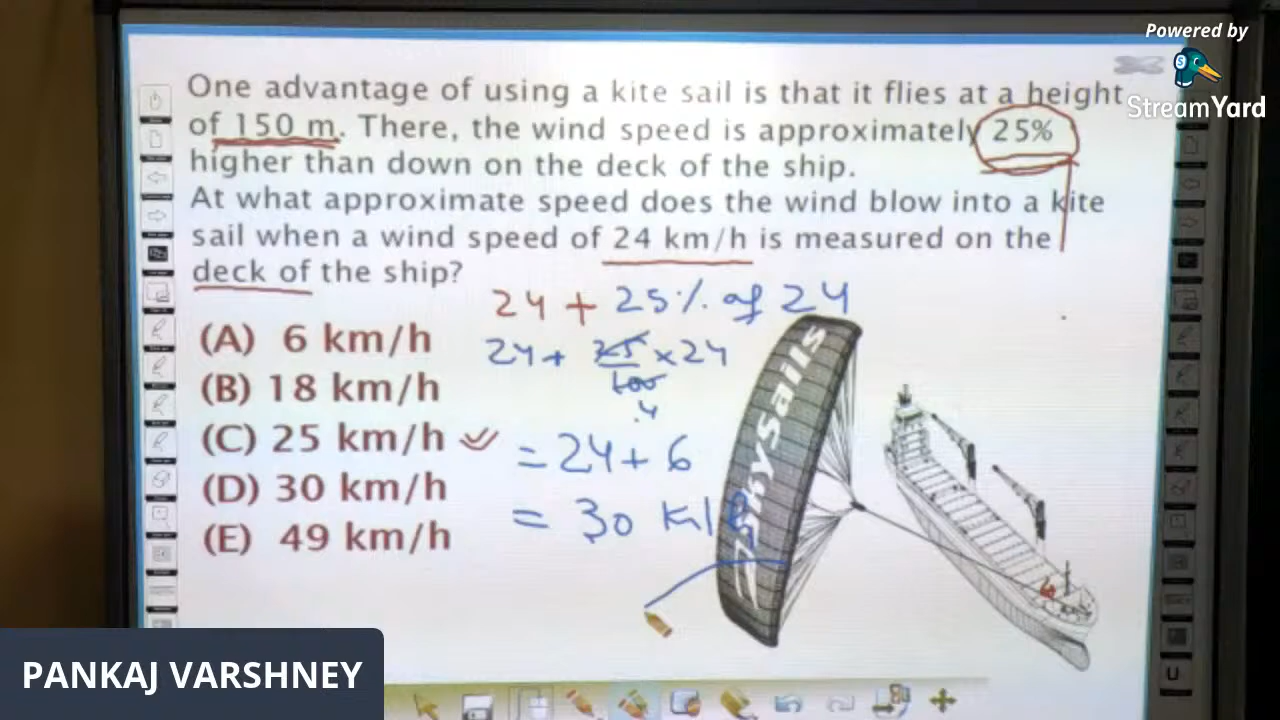 Powered by
StreamYard
One advantage of using a kite sail is that it flies at a height
of 150 m. There, the wind speed is approximately 25%
higher than down on the deck of the ship.
At what approximate speed does the wind blow into a kite
sail when a wind speed of 24 km/h is measured on the
deck of the ship?
24 + 25% of 24
(A) 6 km/h
24 + 25/100 × 24
4
(B) 18 km/h
(C) 25 km/h
= 24 + 6
(D) 30 km/h
= 30 K
(E) 49 km/h
skysails
PANKAJ VARSHNEY